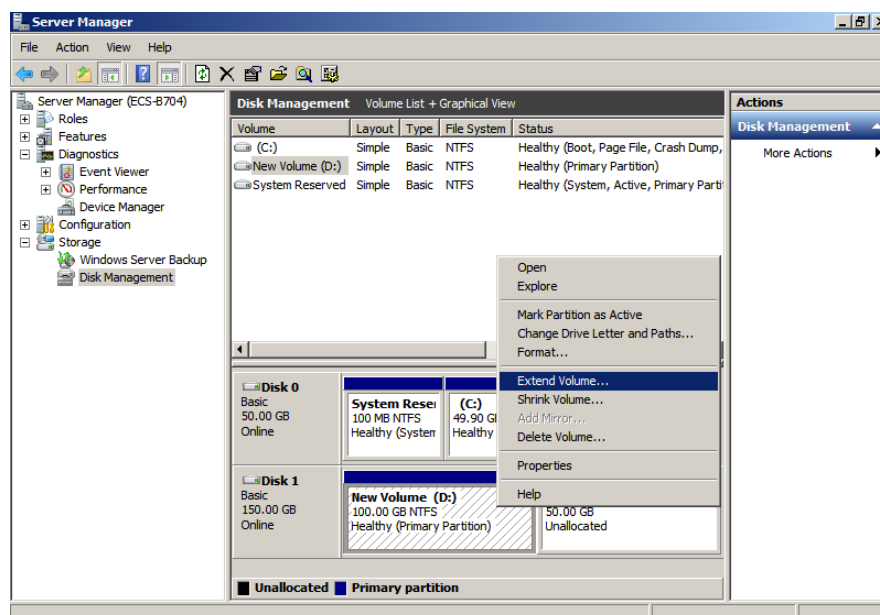 Server Manager
File Action View Help
Server Manager (ECS-B704)
Roles
Features
Diagnostics
Event Viewer
Performance
Device Manager
Configuration
Storage
Windows Server Backup
Disk Management
Disk Management Volume List + Graphical View
Volume Layout Type File System Status
(C:) Simple Basic NTFS Healthy (Boot, Page File, Crash Dump,
New Volume (D:) Simple Basic NTFS Healthy (Primary Partition)
System Reserved Simple Basic NTFS Healthy (System, Active, Primary Parti
Open
Explore
Mark Partition as Active
Change Drive Letter and Paths...
Format...
Extend Volume...
Shrink Volume...
Add Mirror...
Delete Volume...
Properties
Help
Disk 0
Basic
50.00 GB
Online
System Reser
100 MB NTFS
Healthy (System
(C:)
49.90 G
Healthy
Disk 1
Basic
150.00 GB
Online
New Volume (D:)
100.00 GB NTFS
Healthy (Primary Partition)
50.00 GB
Unallocated
Unallocated Primary partition
Actions
Disk Management
More Actions